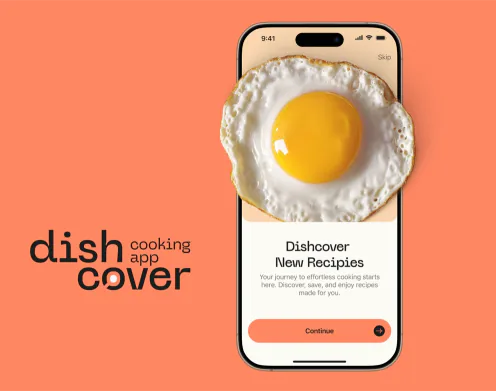 dish cooking
app
cover
9:41
Skip
Dishcover
New Recipies
Your journey to effortless cooking starts
here. Discover, save, and enjoy recipes
made for you.
Continue